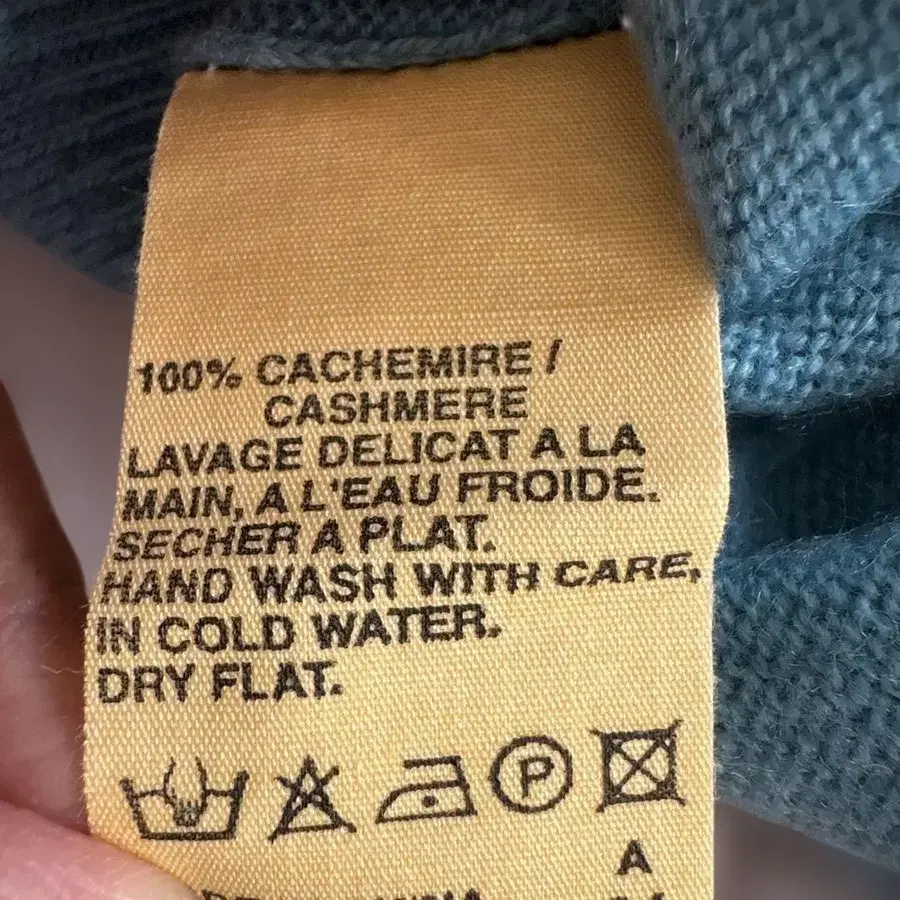 100% CACHEMIRE /
CASHMERE
LAVAGE DELICAT A LA
MAIN, A L'EAU FROIDE.
SECHER A PLAT.
HAND WASH WITH CARE,
IN COLD WATER.
DRY FLAT.
P
A